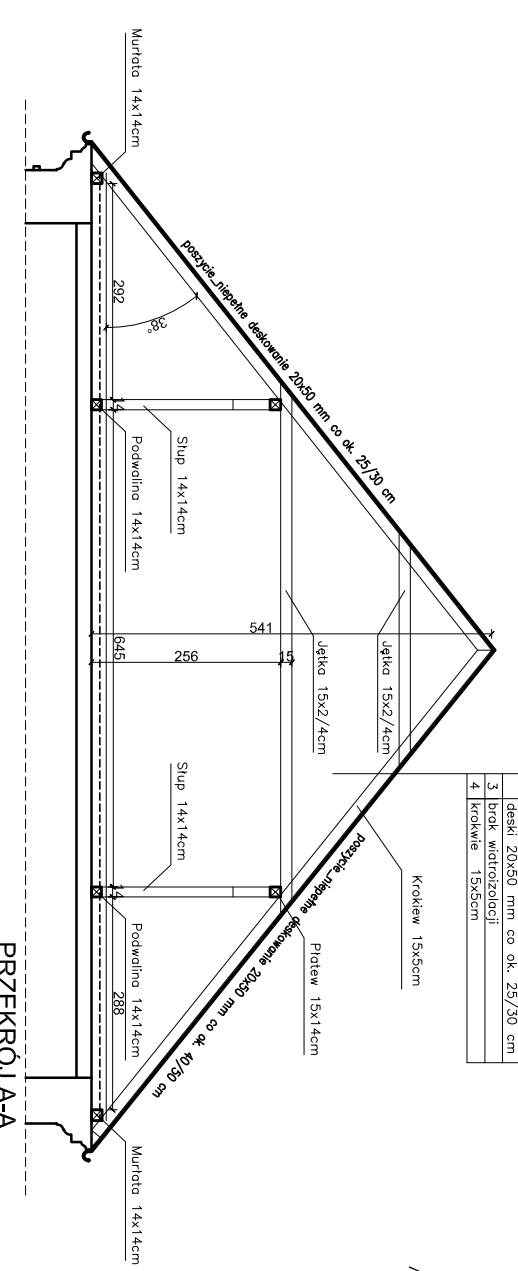 deski 20x50 mm co ok. 25/30 cm
3 brak wiatroizolacji
4 krokwie 15x5cm
Krokiew 15x5cm
poszycie_niepełne deskowanie 20x50 mm co ok. 25/30 cm
poszycie_niepełne deskowanie 20x50 mm co ok. 40/50 cm
Jętka 15x2/4cm
Jętka 15x2/4cm
Płatew 15x14cm
541
256
15
38°
Słup 14x14cm
Słup 14x14cm
Murłata 14x14cm
Podwalina 14x14cm
Podwalina 14x14cm
Murłata 14x14cm
292
14
645
14
288
PRZEKRÓJ A-A